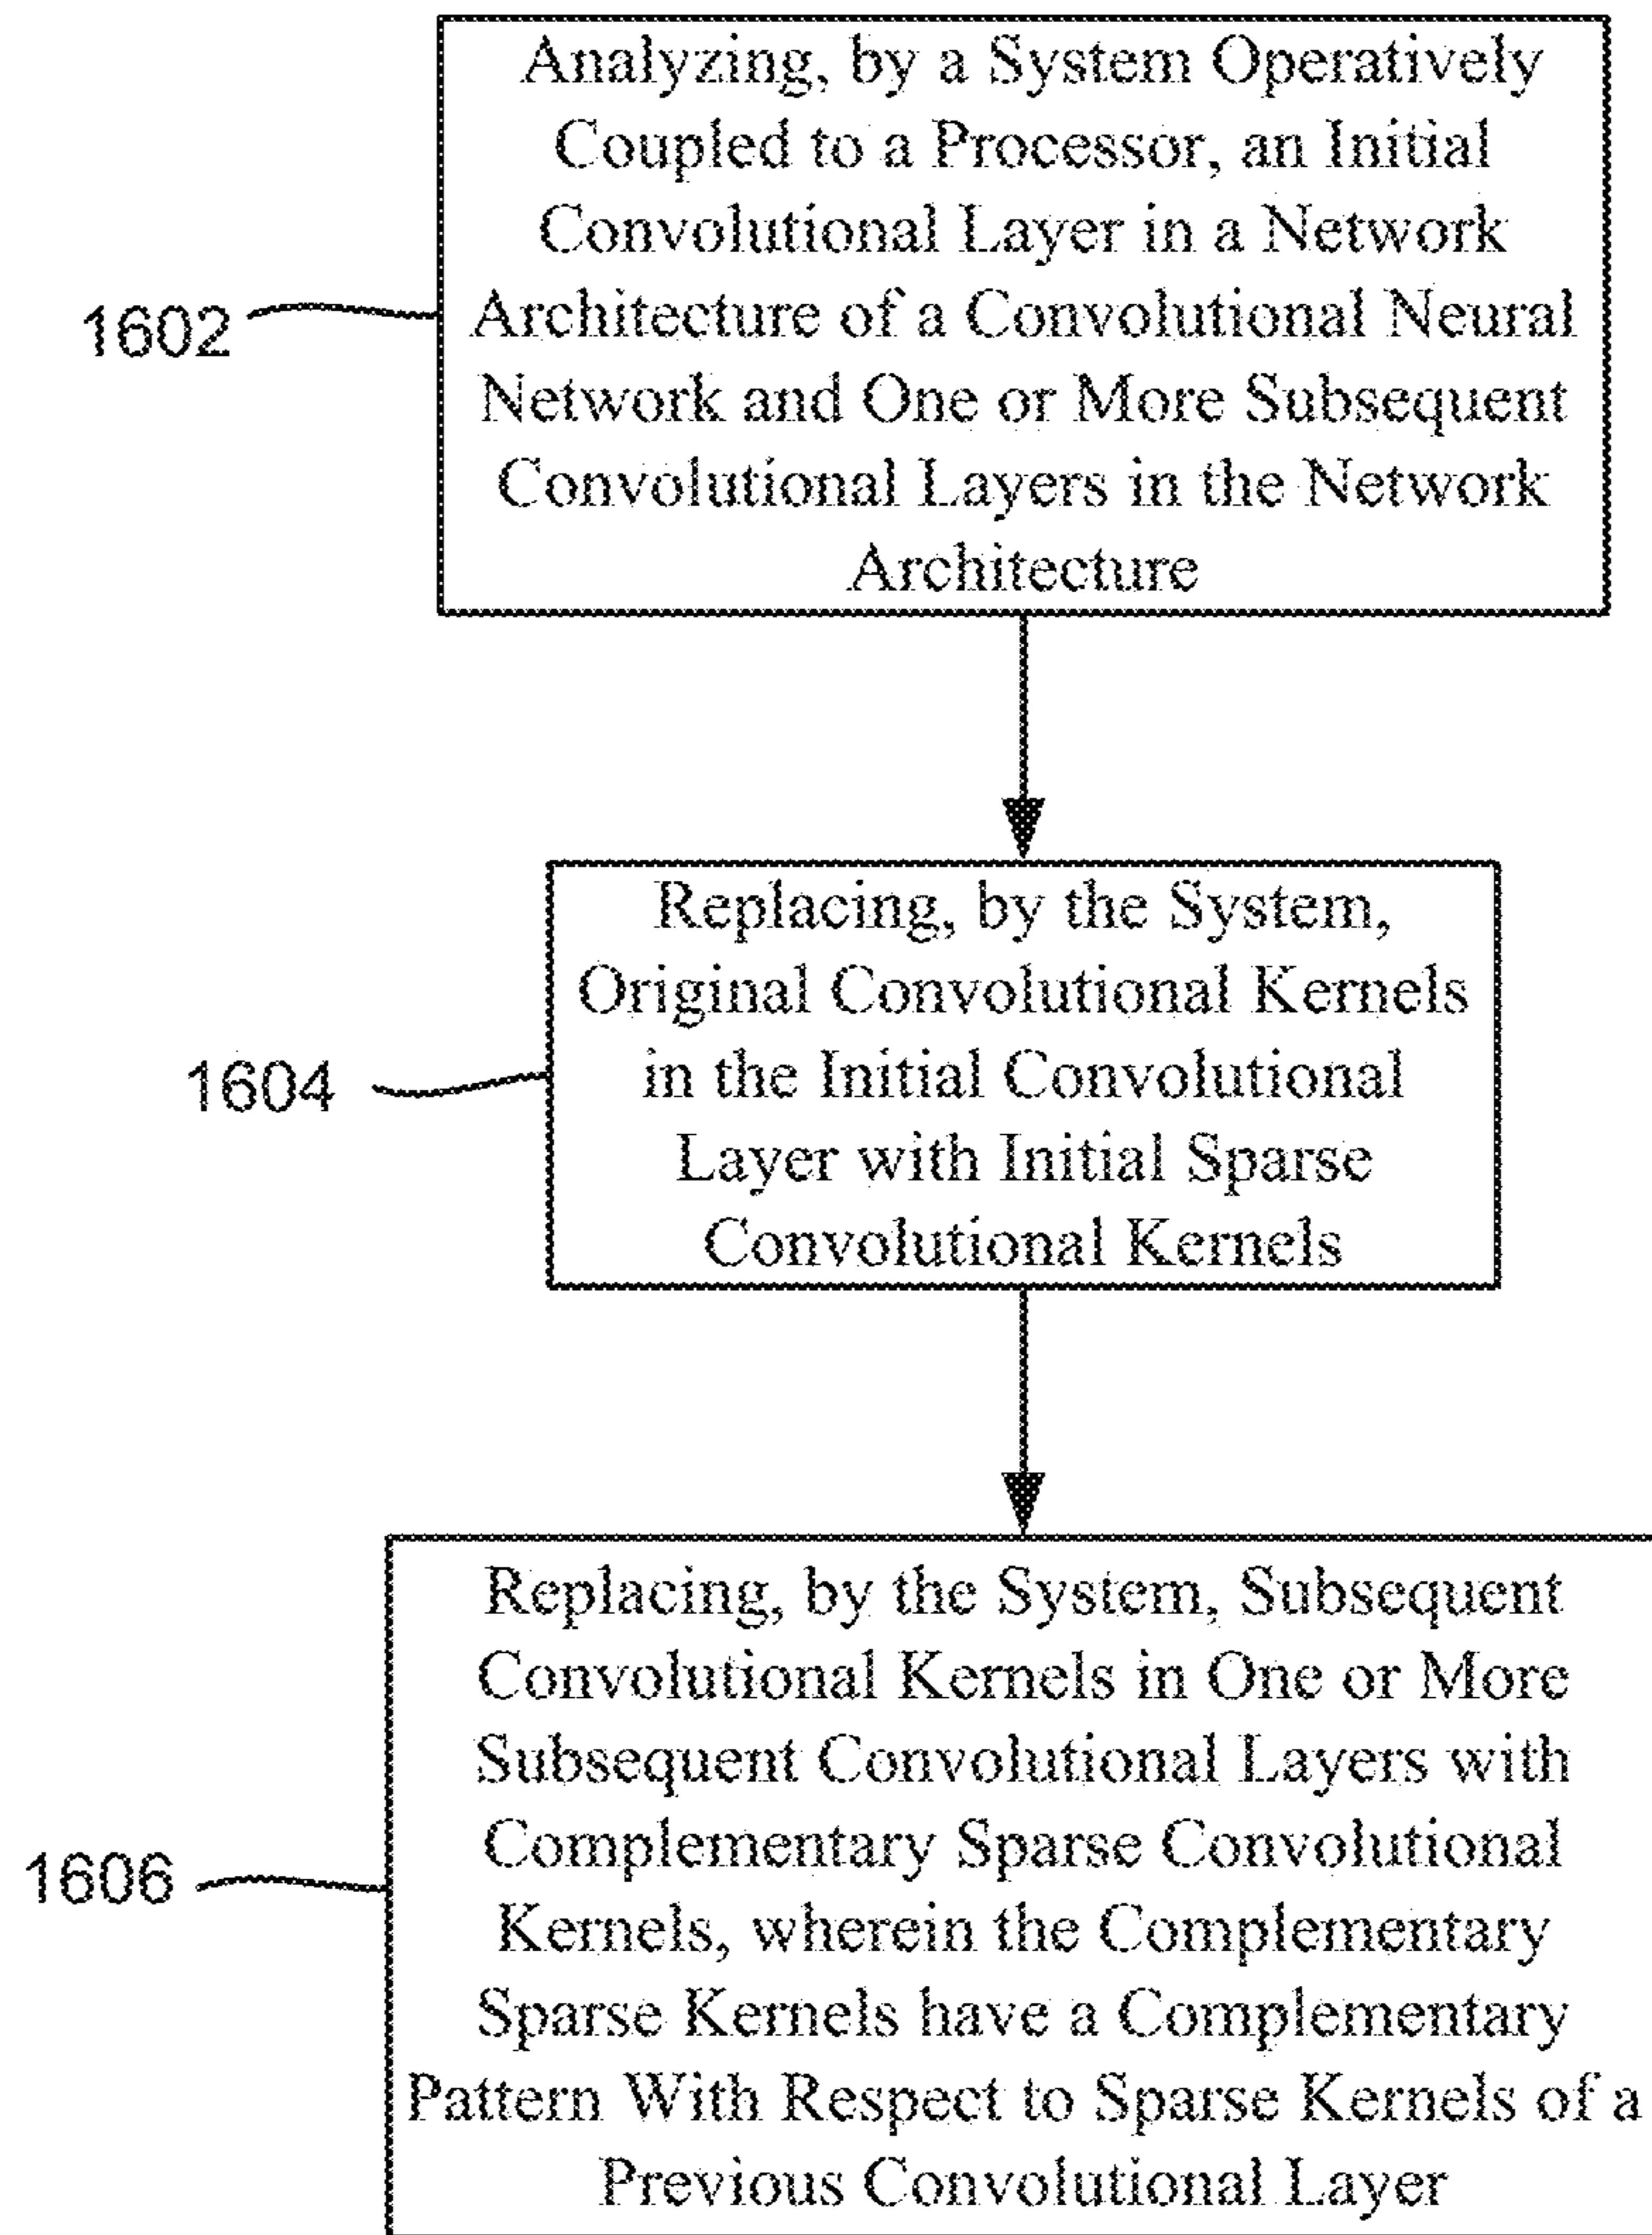 Analyzing, by a System Operatively
Coupled to a Processor, an Initial
Convolutional Layer in a Network
Architecture of a Convolutional Neural
Network and One or More Subsequent
Convolutional Layers in the Network
Architecture
1602
Replacing, by the System,
Original Convolutional Kernels
in the Initial Convolutional
Layer with Initial Sparse
Convolutional Kernels
1604
Replacing, by the System, Subsequent
Convolutional Kernels in One or More
Subsequent Convolutional Layers with
Complementary Sparse Convolutional
Kernels, wherein the Complementary
Sparse Kernels have a Complementary
Pattern With Respect to Sparse Kernels of a
Previous Convolutional Layer
1606